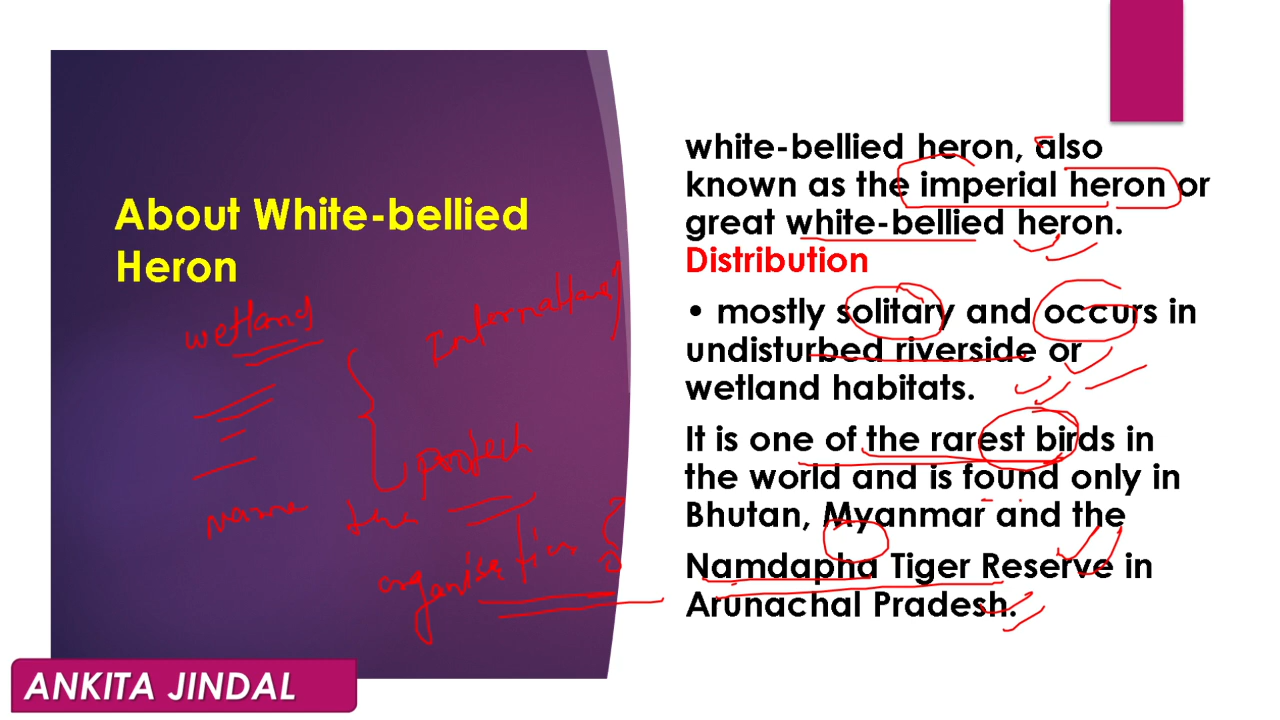 About White-bellied
Heron
wetland
International
protect
name the
organisation ?
white-bellied heron, also
known as the imperial heron or
great white-bellied heron.
Distribution
• mostly solitary and occurs in
undisturbed riverside or
wetland habitats.
It is one of the rarest birds in
the world and is found only in
Bhutan, Myanmar and the
Namdapha Tiger Reserve in
Arunachal Pradesh.
ANKITA JINDAL